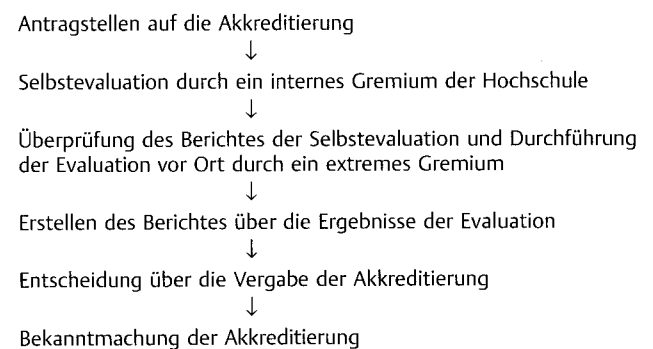 Antragstellen auf die Akkreditierung
↓
Selbstevaluation durch ein internes Gremium der Hochschule
↓
Überprüfung des Berichtes der Selbstevaluation und Durchführung
der Evaluation vor Ort durch ein extremes Gremium
↓
Erstellen des Berichtes über die Ergebnisse der Evaluation
↓
Entscheidung über die Vergabe der Akkreditierung
↓
Bekanntmachung der Akkreditierung